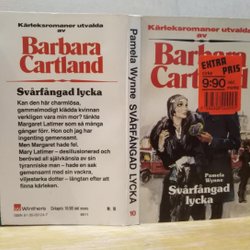 Kärleksromaner utvalda
av
Barbara
Cartland
Svårfångad lycka
Kan den här charmlösa,
gammelmodigt klädda kvinnan
verkligen vara min mor? tänkte
Margaret Latimer som så många
gånger förr. Hon och jag har
ingenting gemensamt.
Men Margaret hade fel.
Mary Latimer – desillusionerad och
berövad all självkänsla av sin
tyranniske man – hade en sak
gemensamt med sin vackra,
viljestarka dotter – längtan efter att
finna kärleken.
Winthers
Pamela Wynne
SVÅRFÅNGAD LYCKA
10
Kärleksromaner utvalda
av
Barbara
Cartland
EXTRA
PRIS
9:90
Pamela
Wynne
Svårfångad
lycka